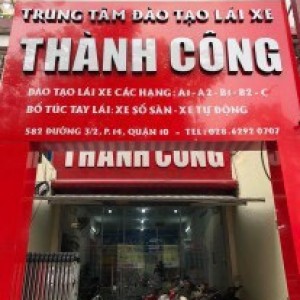 TRUNG TÂM ĐÀO TẠO LÁI XE
THÀNH CÔNG
ĐÀO TẠO LÁI XE CÁC HẠNG: A1-A2-B1-B2-C
BỔ TÚC TAY LÁI: XE SỐ SÀN-XE TỰ ĐỘNG
582 ĐƯỜNG 3/2, P.14, QUẬN 10 - TEL: 028.6292 0707
THÀNH CÔNG